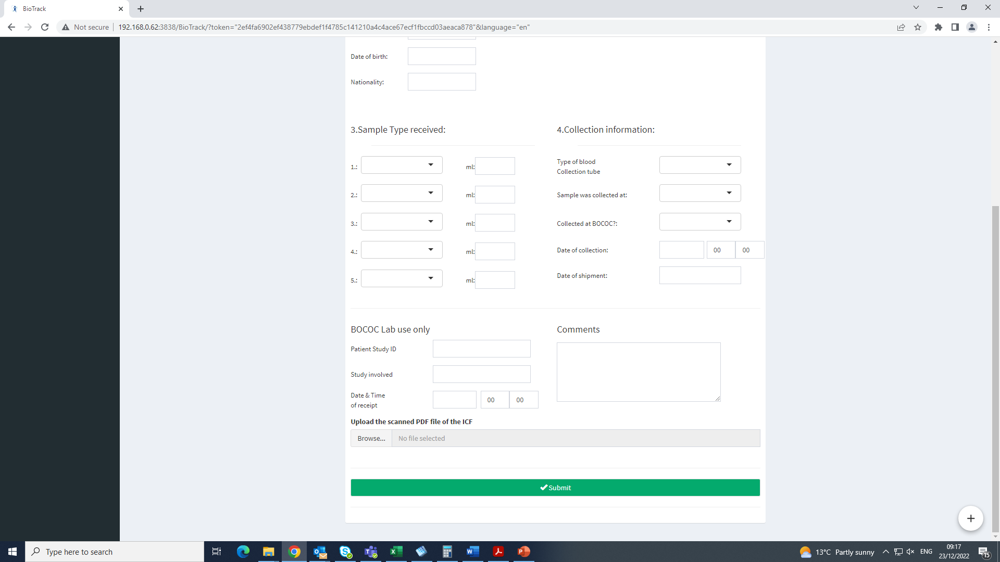 BioTrack
Not secure 192.168.0.62:3838/BioTrack/?token="2ef4fa6902ef438779ebdef1f4785c141210a4c4ace67ecf1fbccd03aeaca878"&language="en"
Date of birth:
Nationality:
3.Sample Type received:
1.: ml:
2.: ml:
3.: ml:
4.: ml:
5.: ml:
4.Collection information:
Type of blood
Collection tube
Sample was collected at:
Collected at BOCOC?:
Date of collection: 00 00
Date of shipment:
BOCOC Lab use only
Patient Study ID
Study involved
Date & Time
of receipt 00 00
Comments
Upload the scanned PDF file of the ICF
Browse... No file selected
Submit
Type here to search
13°C Partly sunny
ENG
09:17
23/12/2022
15